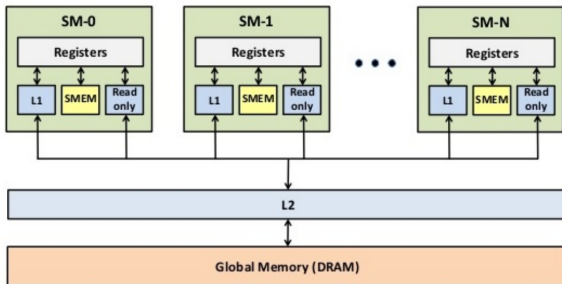 SM-0
Registers
L1
SMEM
Read
only
SM-1
Registers
L1
SMEM
Read
only
SM-N
Registers
L1
SMEM
Read
only
L2
Global Memory (DRAM)